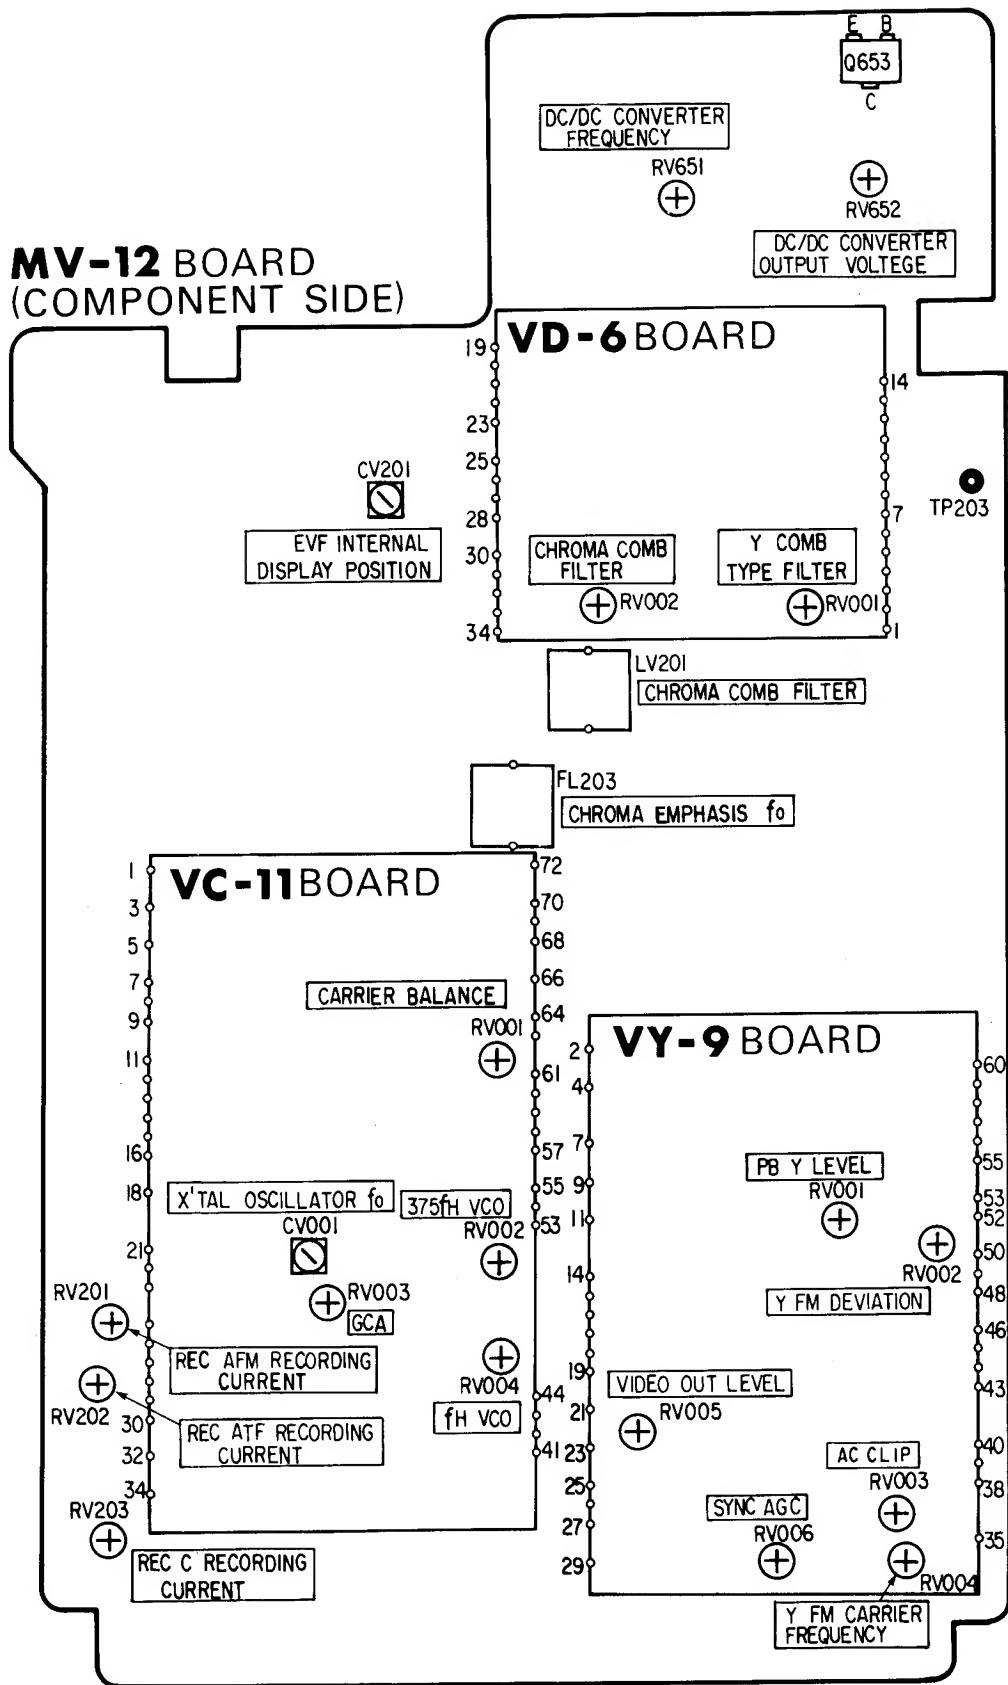 E B
Q653
C
DC/DC CONVERTER
FREQUENCY
RV651
RV652
DC/DC CONVERTER
OUTPUT VOLTEGE
MV-12 BOARD
(COMPONENT SIDE)
VD-6 BOARD
19
23
25
28
30
34
14
7
1
CV201
EVF INTERNAL
DISPLAY POSITION
TP203
CHROMA COMB
FILTER
RV002
Y COMB
TYPE FILTER
RV001
LV201
CHROMA COMB FILTER
FL203
CHROMA EMPHASIS fo
VC-11 BOARD
1
3
5
7
9
11
16
18
21
30
32
34
72
70
68
66
64
61
57
55
53
44
41
CARRIER BALANCE
RV001
X'TAL OSCILLATOR fo
CV001
375fH VCO
RV002
RV003
GCA
RV004
fH VCO
RV201
REC AFM RECORDING
CURRENT
RV202
REC ATF RECORDING
CURRENT
RV203
REC C RECORDING
CURRENT
VY-9 BOARD
2
4
7
9
11
14
19
21
23
25
27
29
60
55
53
52
50
48
46
43
40
38
35
PB Y LEVEL
RV001
RV002
Y FM DEVIATION
VIDEO OUT LEVEL
RV005
AC CLIP
RV003
SYNC AGC
RV006
RV004
Y FM CARRIER
FREQUENCY